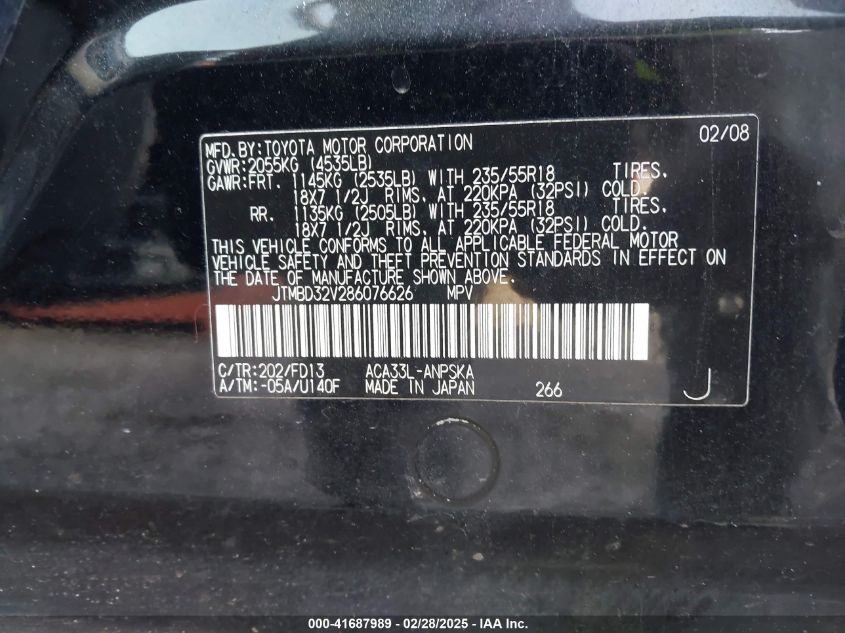 MFD.BY:TOYOTA MOTOR CORPORATION 02/08
GVWR:2055KG (4535LB)
GAWR:FRT. 1145KG (2535LB) WITH 235/55R18 TIRES,
18X7 1/2J RIMS, AT 220KPA (32PSI) COLD.
RR. 1135KG (2505LB) WITH 235/55R18 TIRES,
18X7 1/2J RIMS, AT 220KPA (32PSI) COLD.
THIS VEHICLE CONFORMS TO ALL APPLICABLE FEDERAL MOTOR
VEHICLE SAFETY AND THEFT PREVENTION STANDARDS IN EFFECT ON
THE DATE OF MANUFACTURE SHOWN ABOVE.
JTMBD32V286076626 MPV
C/TR:202/FD13 ACA33L-ANPSKA
A/TM:-05A/U140F MADE IN JAPAN 266 J
000-41687989 - 02/28/2025 - IAA Inc.